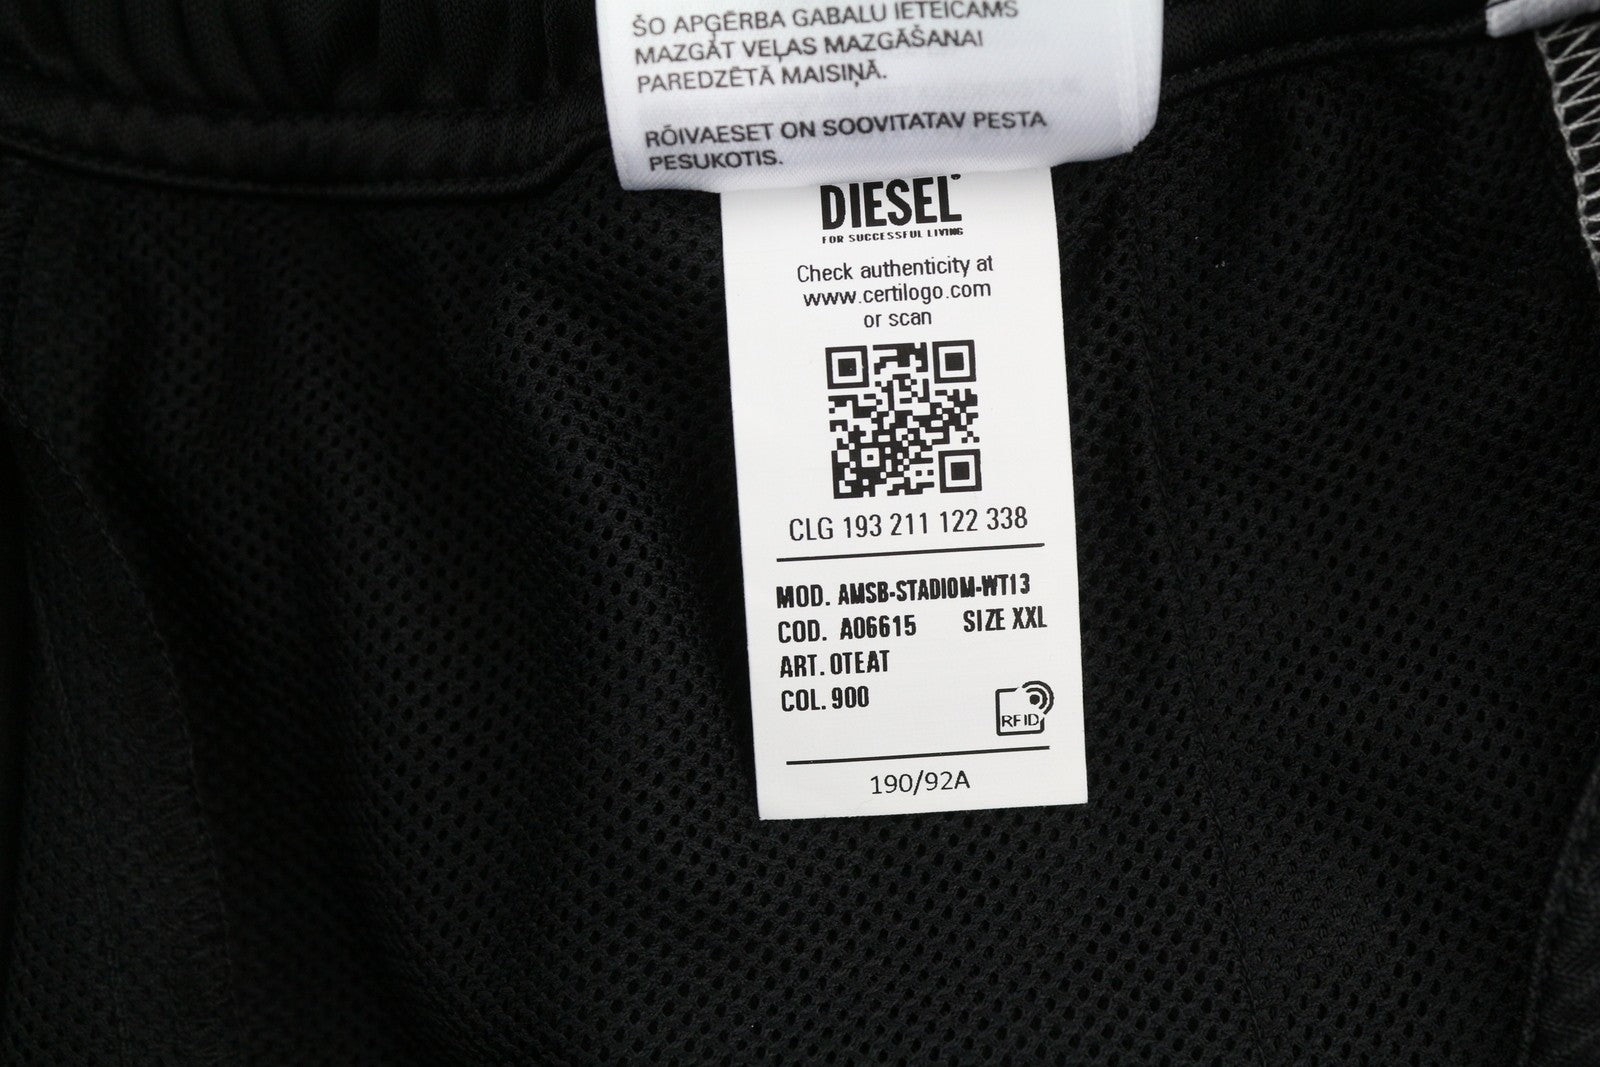 ŠO APĢĒRBA GABALU IETEICAMS
MAZGĀT VEĻAS MAZGĀŠANAI
PAREDZĒTĀ MAISIŅĀ.
RÕIVAESET ON SOOVITATAV PESTA
PESUKOTIS.
DIESEL®
FOR SUCCESSFUL LIVING
Check authenticity at
www.certilogo.com
or scan
CLG 193 211 122 338
MOD. AMSB-STADIOM-WT13
COD. A06615 SIZE XXL
ART. 0TEAT
COL. 900
RFID
190/92A